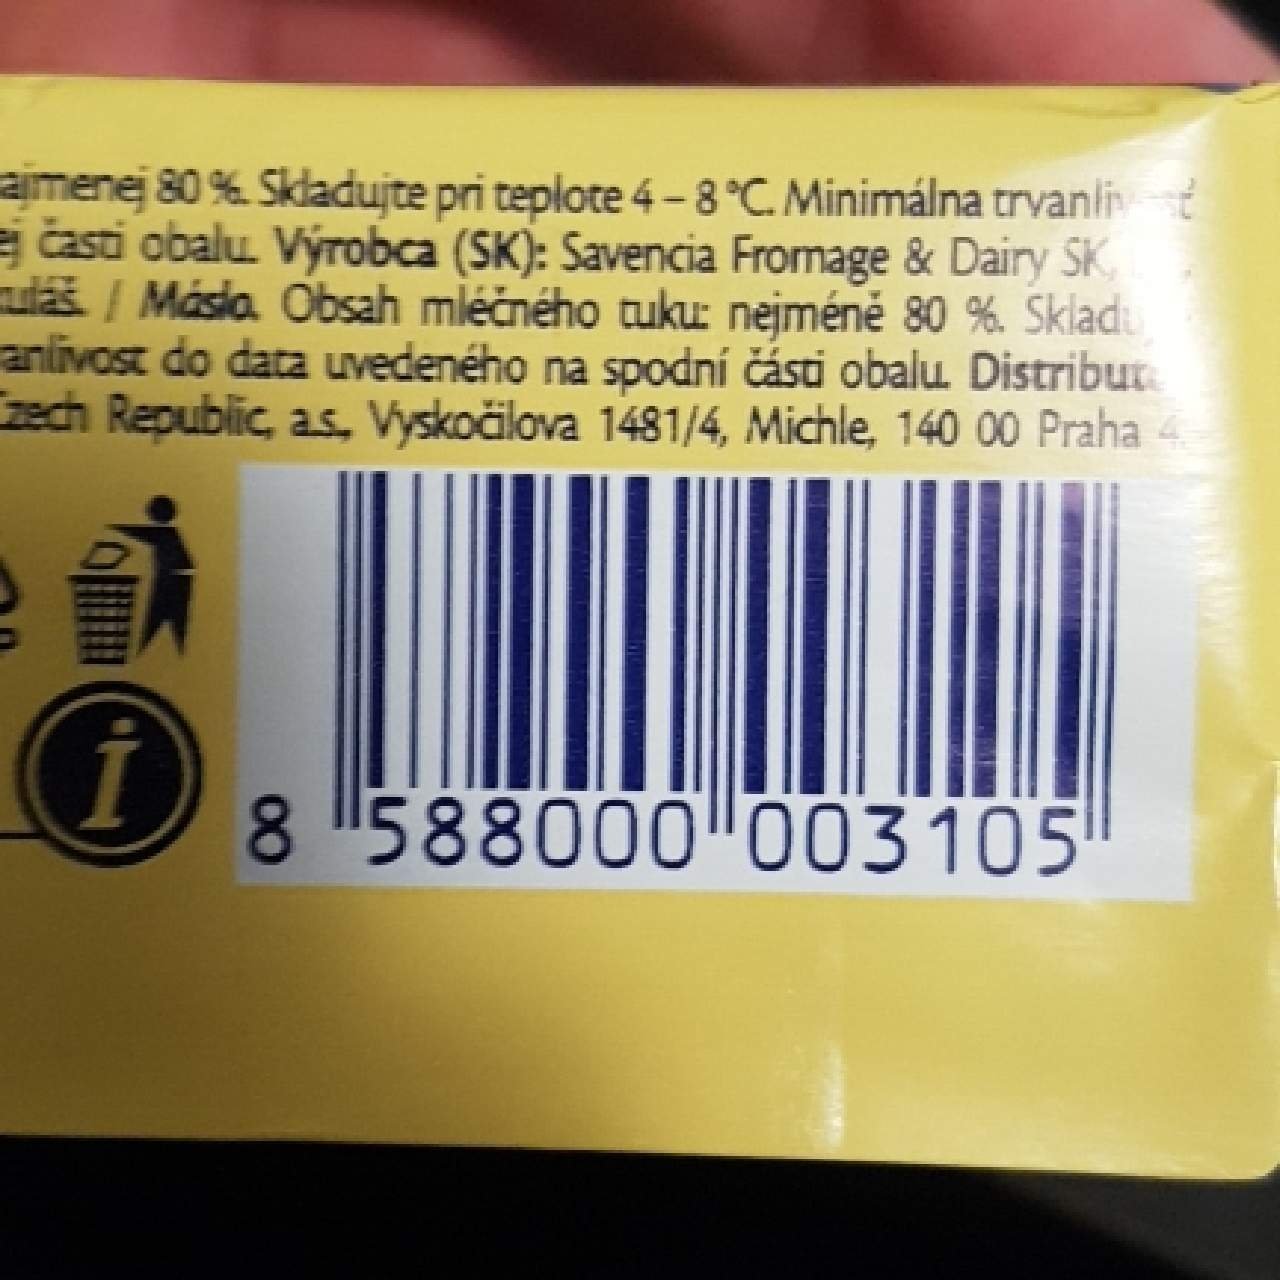 ajmenej 80 %. Skladujte pri teplote 4 – 8 °C. Minimálna
ej časti obalu. Výrobca (SK): Savencia Fromage & Dairy SK,
uláš. / Máslo. Obsah mléčného tuku: nejméně 80 %.
anlivost do data uvedeného na spodní části obalu.
Czech Republic, a.s., Vyskočilova 1481/4, Michle, 140 00 Praha 4,
i
8 588000 003105